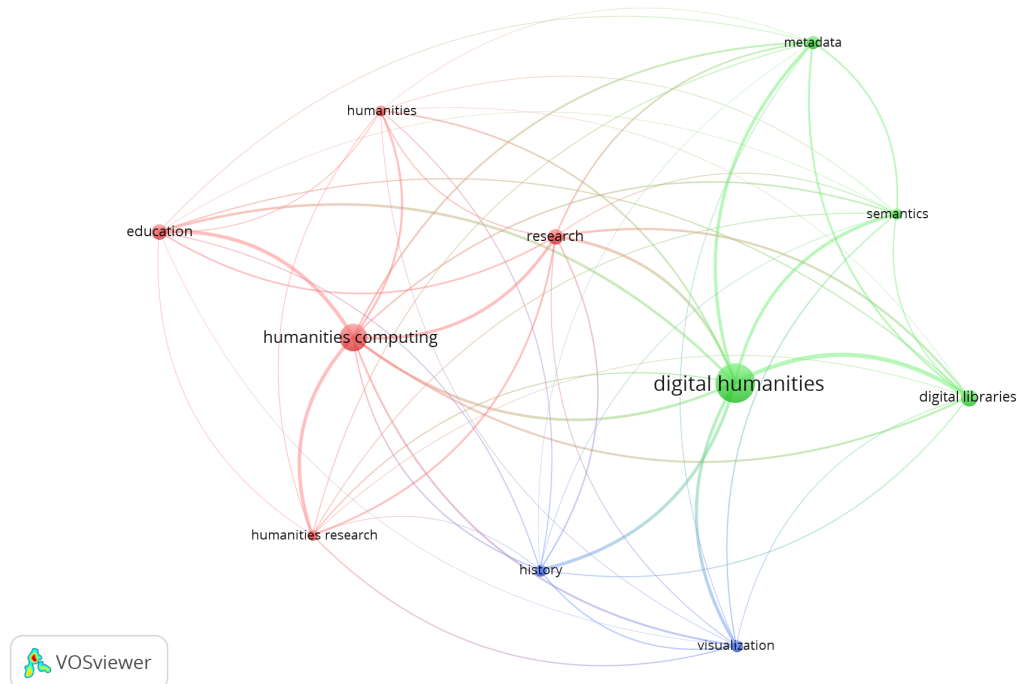 metadata
humanities
semantics
education
research
humanities computing
digital humanities
digital libraries
humanities research
history
visualization
VOSviewer